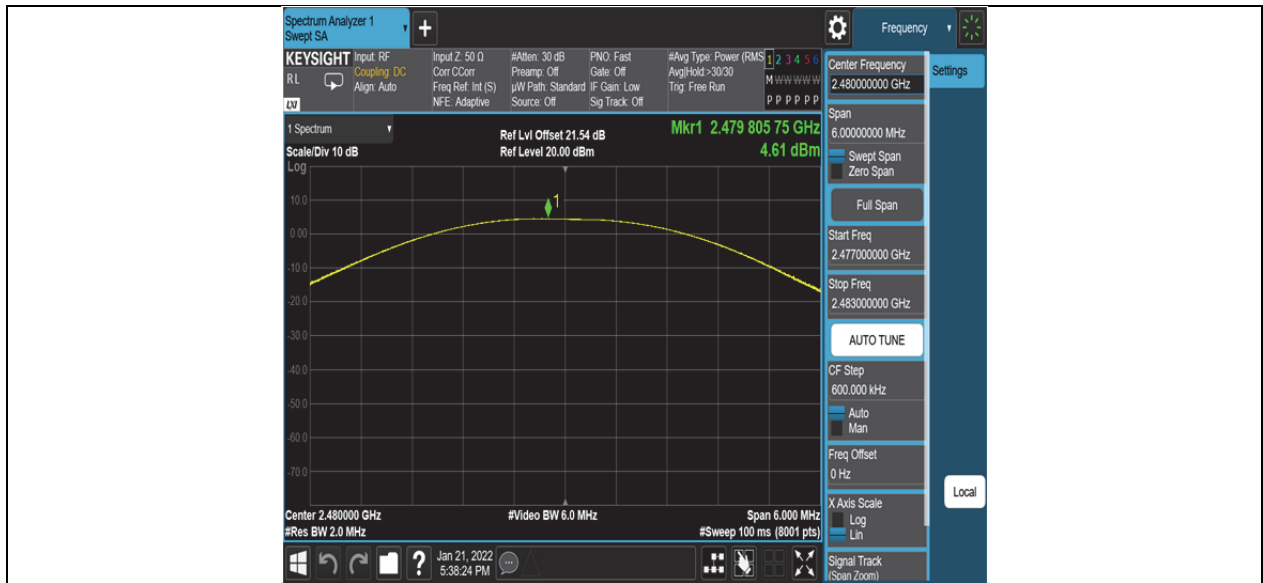 Spectrum Analyzer 1
Swept SA
+
Frequency
KEYSIGHT
RL
LXI
Input: RF
Coupling: DC
Align: Auto
Input Z: 50 Ω
Corr CCorr
Freq Ref: Int (S)
NFE: Adaptive
#Atten: 30 dB
Preamp: Off
µW Path: Standard
Source: Off
PNO: Fast
Gate: Off
IF Gain: Low
Sig Track: Off
#Avg Type: Power (RMS
Avg|Hold:>30/30
Trig: Free Run
1 2 3 4 5 6
M W W W W W
P P P P P P
1 Spectrum
Scale/Div 10 dB
Log
Ref Lvl Offset 21.54 dB
Ref Level 20.00 dBm
Mkr1 2.479 805 75 GHz
4.61 dBm
1
10.0
0.00
-10.0
-20.0
-30.0
-40.0
-50.0
-60.0
-70.0
Center 2.480000 GHz
#Res BW 2.0 MHz
#Video BW 6.0 MHz
Span 6.000 MHz
#Sweep 100 ms (8001 pts)
?
Jan 21, 2022
5:38:24 PM
Center Frequency
2.480000000 GHz
Span
6.00000000 MHz
Swept Span
Zero Span
Full Span
Start Freq
2.477000000 GHz
Stop Freq
2.483000000 GHz
AUTO TUNE
CF Step
600.000 kHz
Auto
Man
Freq Offset
0 Hz
X Axis Scale
Log
Lin
Signal Track
(Span Zoom)
Settings
Local